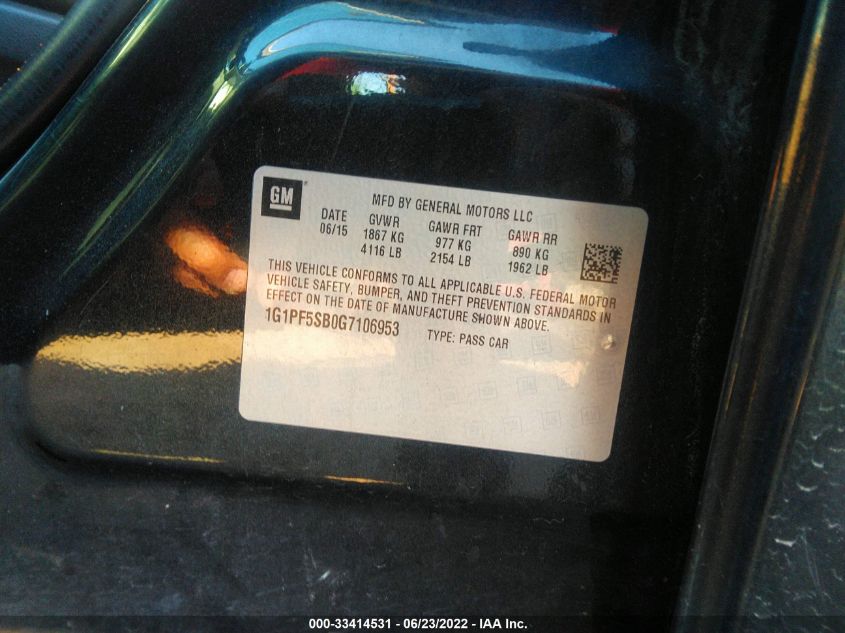 GM
MFD BY GENERAL MOTORS LLC
DATE GVWR GAWR FRT GAWR RR
06/15 1867 KG 977 KG 890 KG
4116 LB 2154 LB 1962 LB
THIS VEHICLE CONFORMS TO ALL APPLICABLE U.S. FEDERAL MOTOR
VEHICLE SAFETY, BUMPER, AND THEFT PREVENTION STANDARDS IN
EFFECT ON THE DATE OF MANUFACTURE SHOWN ABOVE.
1G1PF5SB0G7106953 TYPE: PASS CAR
000-33414531 - 06/23/2022 - IAA Inc.